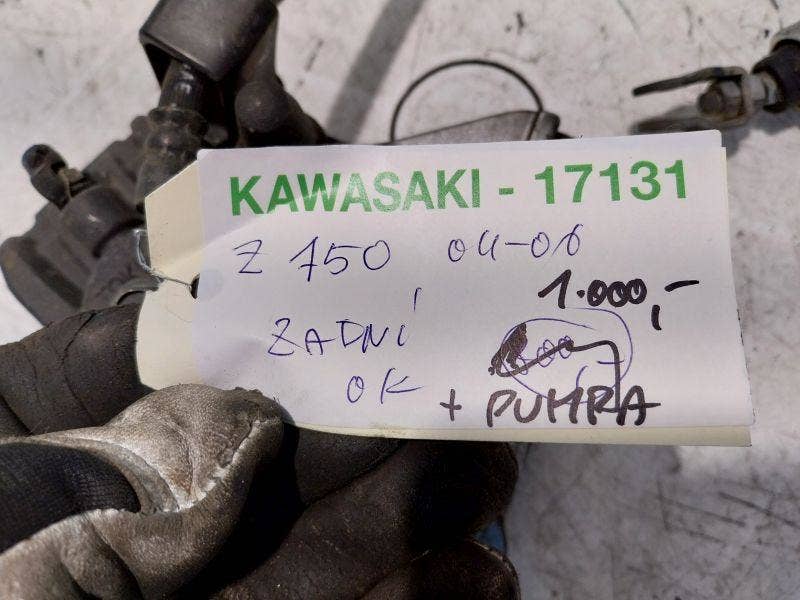 KAWASAKI - 17131
Z 750 04-06
1.000,-
ZADNÍ
OK + PUMPA